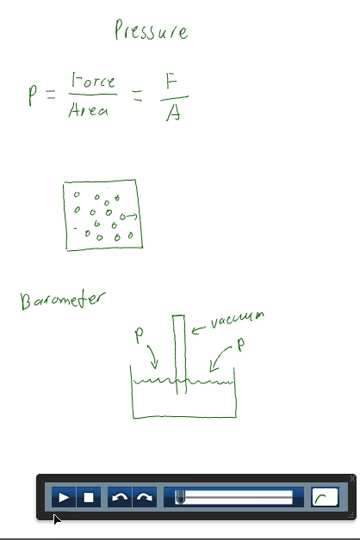 Pressure
P = Force / Area = F / A
Barometer
vacuum
P
P